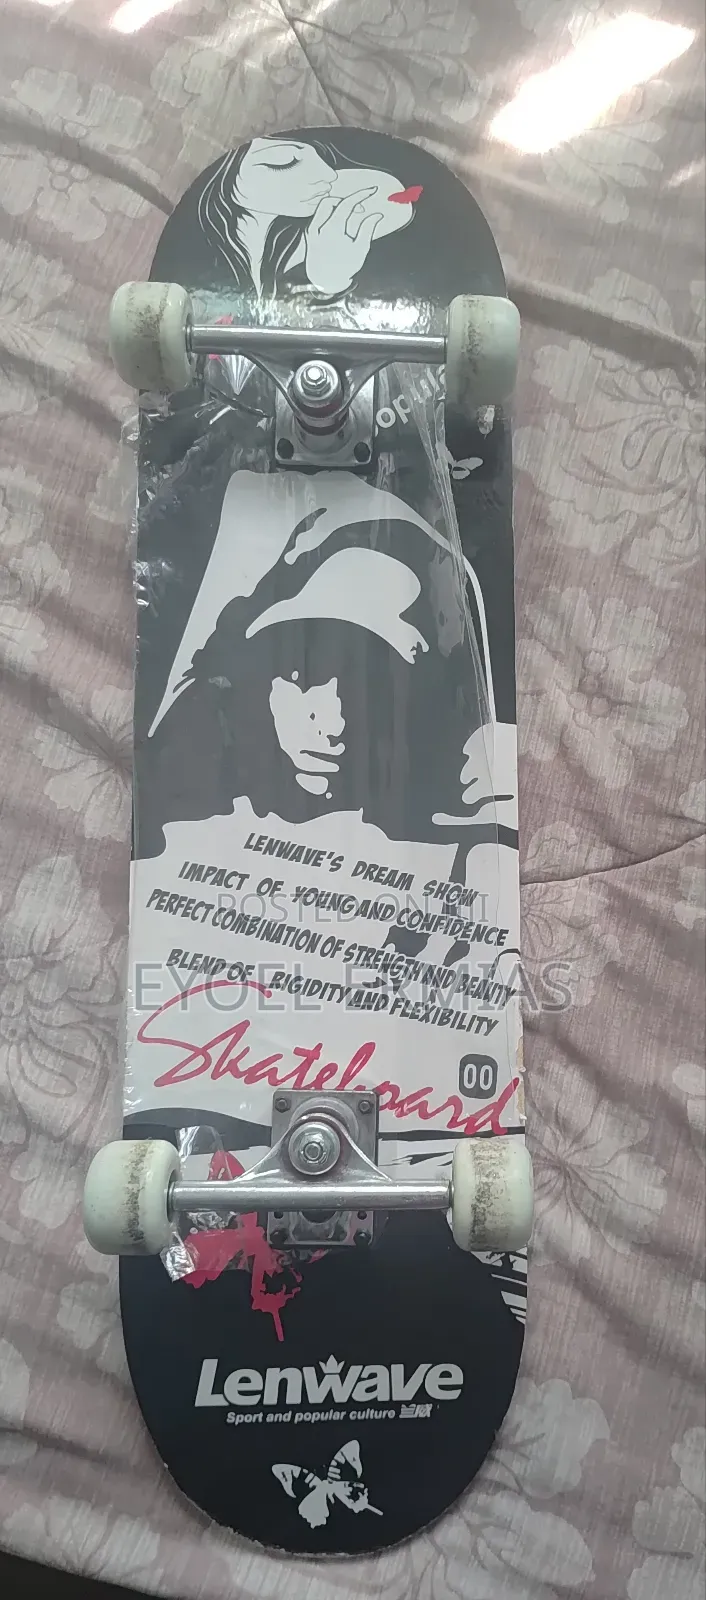 LENWAVE'S DREAM SHOW
IMPACT OF YOUNG AND CONFIDENCE
POSTED ON
PERFECT COMBINATION OF STRENGTH AND BEAUTY
EYOEL ERMIAS
BLEND OF RIGIDITY AND FLEXIBILITY
Skateboard
00
Lenwave
Sport and popular culture